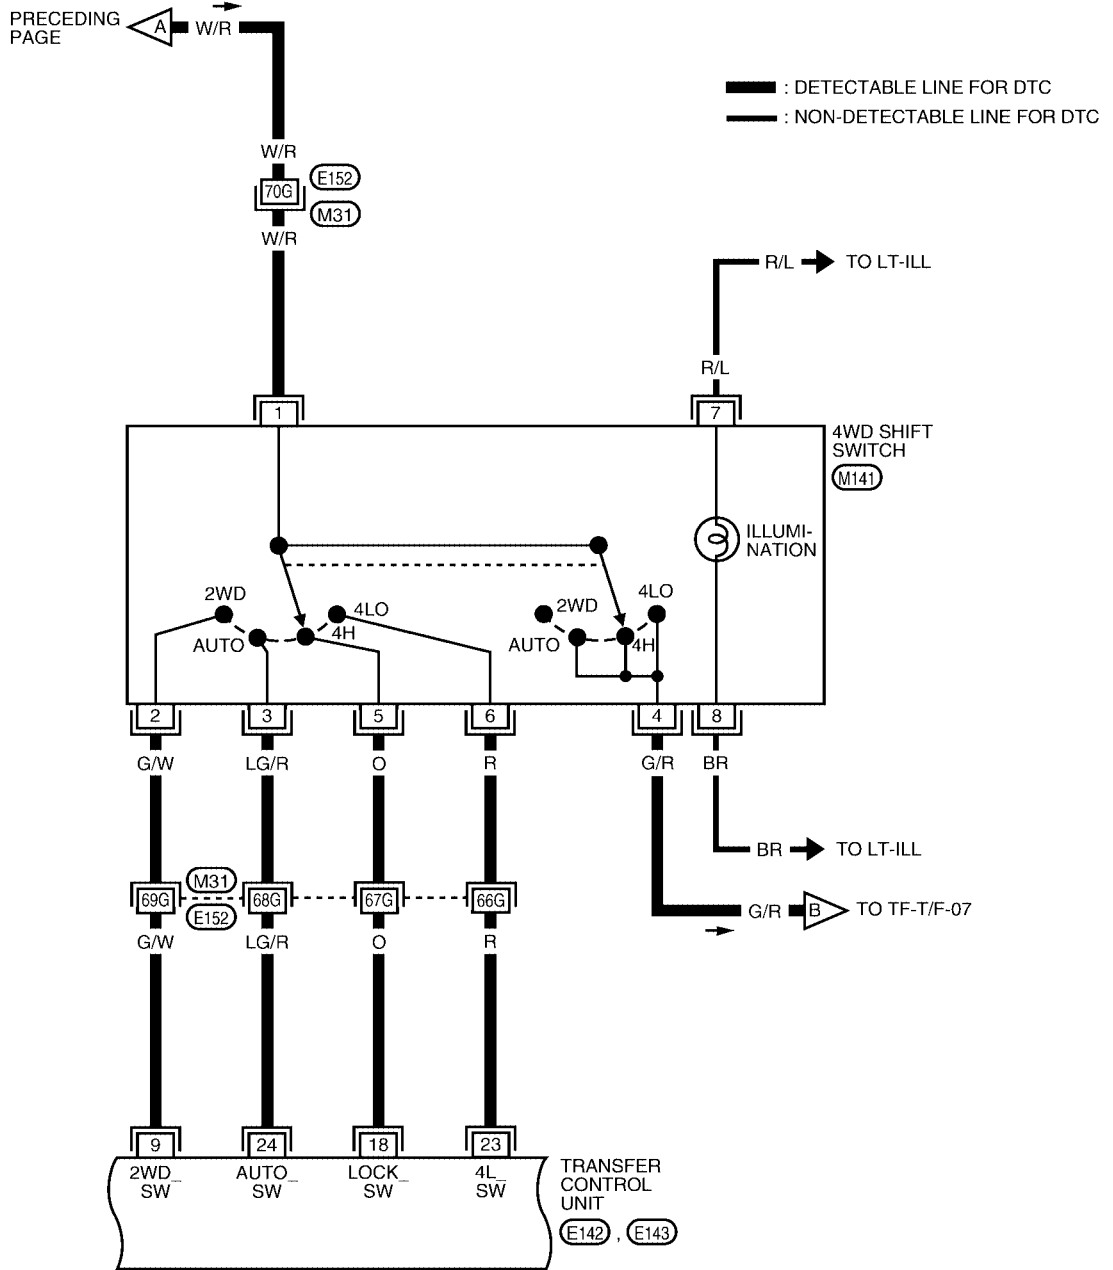 PRECEDING
PAGE
A
W/R
: DETECTABLE LINE FOR DTC
: NON-DETECTABLE LINE FOR DTC
W/R
70G
E152
M31
W/R
R/L
TO LT-ILL
R/L
1
7
4WD SHIFT
SWITCH
M141
ILLUMI-
NATION
2WD
AUTO
4H
4LO
2WD
AUTO
4H
4LO
2
3
5
6
4
8
G/W
LG/R
O
R
G/R
BR
BR
TO LT-ILL
M31
69G
68G
67G
66G
E152
G/R
B
TO TF-T/F-07
G/W
LG/R
O
R
9
24
18
23
2WD_
SW
AUTO_
SW
LOCK_
SW
4L_
SW
TRANSFER
CONTROL
UNIT
E142 , E143